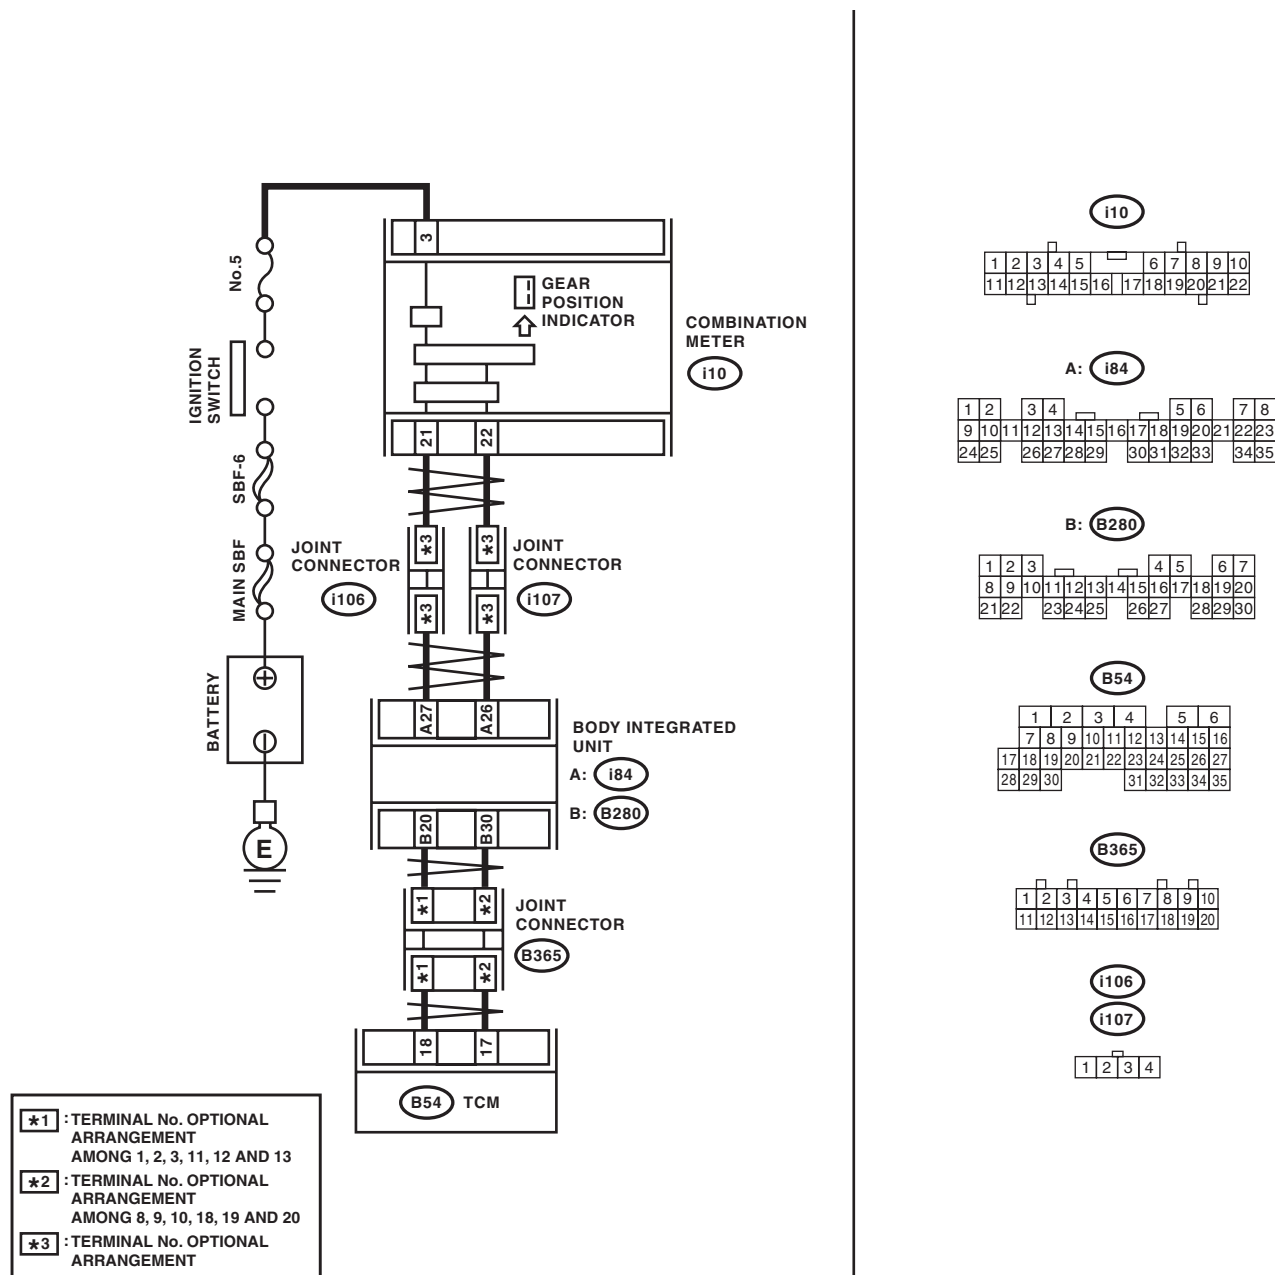 No.5
IGNITION
SWITCH
SBF-6
MAIN SBF
BATTERY
E
3
GEAR
POSITION
INDICATOR
COMBINATION
METER
i10
21 22
*3 *3
JOINT
CONNECTOR
i106
JOINT
CONNECTOR
i107
*3 *3
A27 A26
BODY INTEGRATED
UNIT
A: i84
B: B280
B20 B30
*1 *2
JOINT
CONNECTOR
B365
*1 *2
18 17
B54 TCM
*1 : TERMINAL No. OPTIONAL
ARRANGEMENT
AMONG 1, 2, 3, 11, 12 AND 13
*2 : TERMINAL No. OPTIONAL
ARRANGEMENT
AMONG 8, 9, 10, 18, 19 AND 20
*3 : TERMINAL No. OPTIONAL
ARRANGEMENT
i10
1 2 3 4 5 6 7 8 9 10
11 12 13 14 15 16 17 18 19 20 21 22
A: i84
1 2 3 4 5 6 7 8
9 10 11 12 13 14 15 16 17 18 19 20 21 22 23
24 25 26 27 28 29 30 31 32 33 34 35
B: B280
1 2 3 4 5 6 7
8 9 10 11 12 13 14 15 16 17 18 19 20
21 22 23 24 25 26 27 28 29 30
B54
1 2 3 4 5 6
7 8 9 10 11 12 13 14 15 16
17 18 19 20 21 22 23 24 25 26 27
28 29 30 31 32 33 34 35
B365
1 2 3 4 5 6 7 8 9 10
11 12 13 14 15 16 17 18 19 20
i106
i107
1 2 3 4